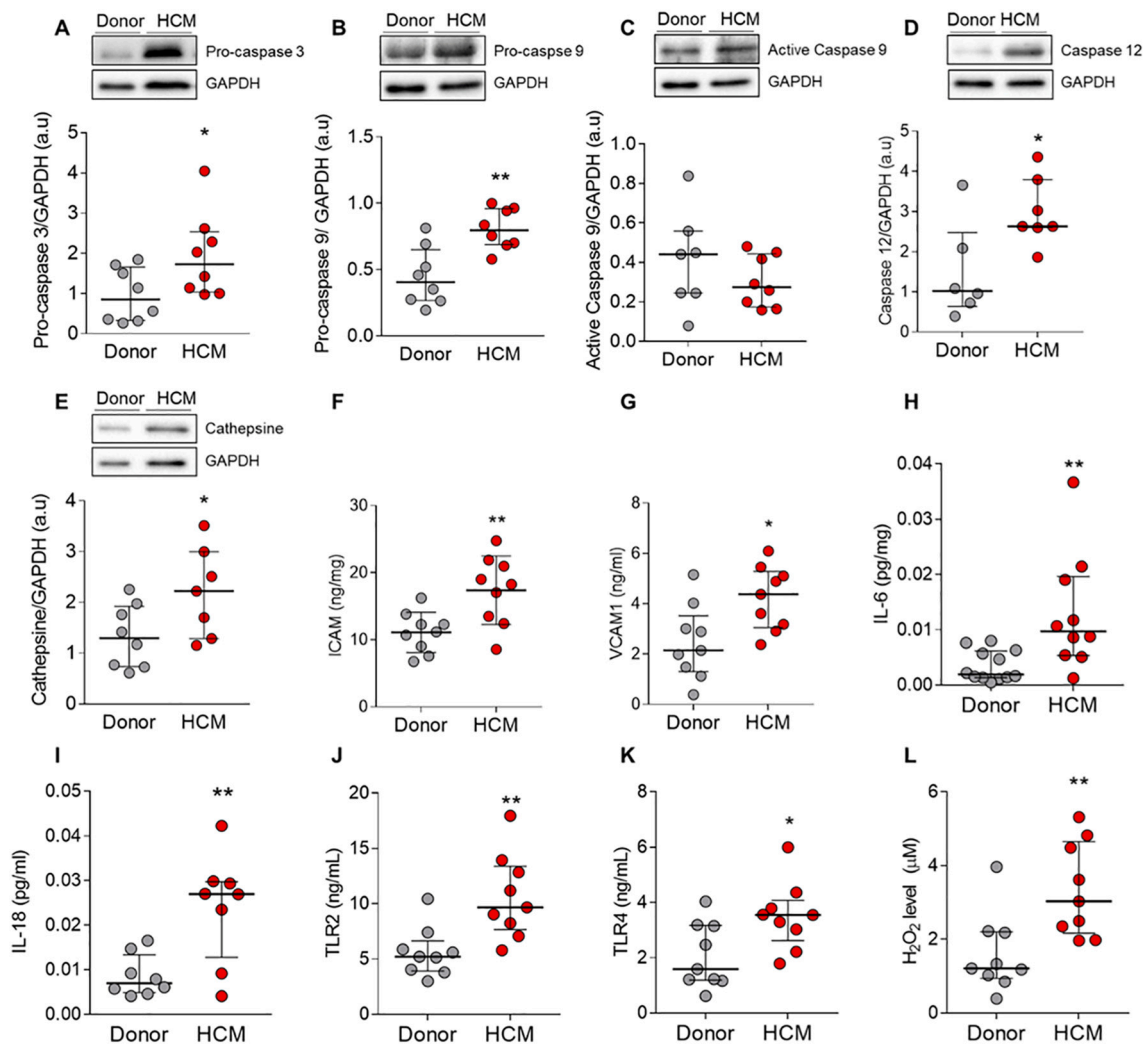 A
Donor HCM
Pro-caspase 3
GAPDH
Pro-caspase 3/GAPDH (a.u)
5
4
3
2
1
0
*
Donor HCM
B
Donor HCM
Pro-caspse 9
GAPDH
Pro-caspase 9/ GAPDH (a.u)
1.5
1.0
0.5
0.0
**
Donor HCM
C
Donor HCM
Active Caspase 9
GAPDH
Active Caspase 9/GAPDH (a.u)
1.0
0.8
0.6
0.4
0.2
0.0
Donor HCM
D
Donor HCM
Caspase 12
GAPDH
Caspase 12/GAPDH (a.u)
5
4
3
2
1
0
*
Donor HCM
E
Donor HCM
Cathepsine
GAPDH
Cathepsine/GAPDH (a.u)
4
3
2
1
0
*
Donor HCM
F
ICAM (ng/mg)
30
20
10
0
**
Donor HCM
G
VCAM1 (ng/ml)
8
6
4
2
0
*
Donor HCM
H
IL-6 (pg/mg)
0.04
0.03
0.02
0.01
0.00
**
Donor HCM
I
IL-18 (pg/ml)
0.05
0.04
0.03
0.02
0.01
0.00
**
Donor HCM
J
TLR2 (ng/mL)
20
15
10
5
0
**
Donor HCM
K
TLR4 (ng/mL)
8
6
4
2
0
*
Donor HCM
L
H₂O₂ level (µM)
6
4
2
0
**
Donor HCM